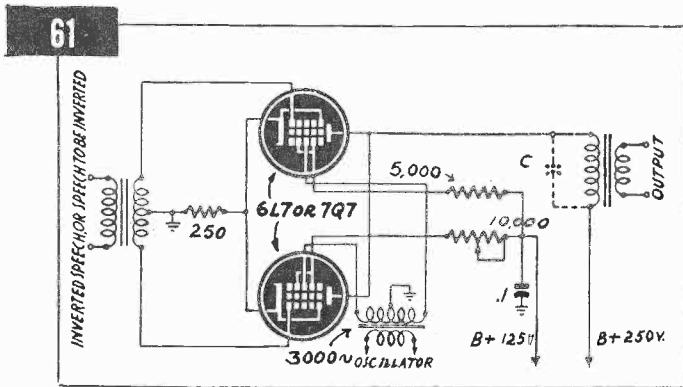 61
INVERTED SPEECH, OR SPEECH TO BE INVERTED
250
6L7 OR 7Q7
5,000
10,000
C
OUTPUT
.1
3000~ OSCILLATOR
B+ 125V
B+ 250V.